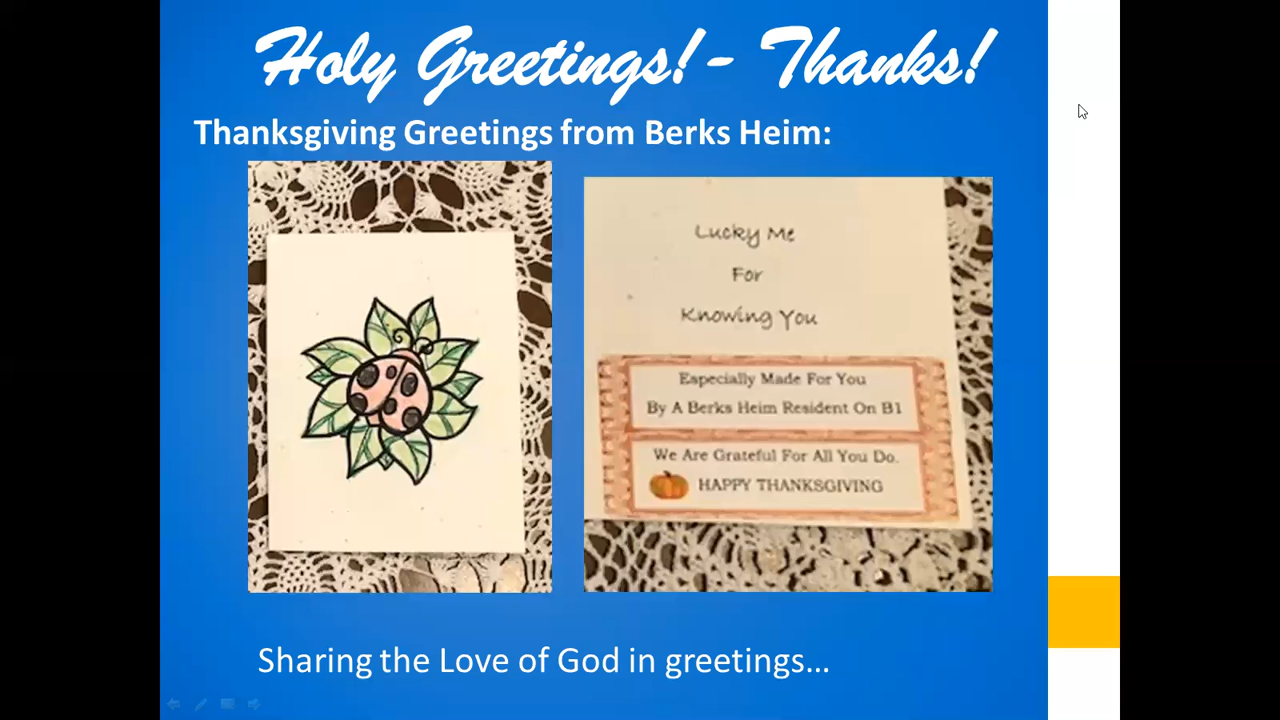 Holy Greetings!- Thanks!
Thanksgiving Greetings from Berks Heim:
Lucky Me
For
Knowing You
Especially Made For You
By A Berks Heim Resident On B1
We Are Grateful For All You Do.
HAPPY THANKSGIVING
Sharing the Love of God in greetings...